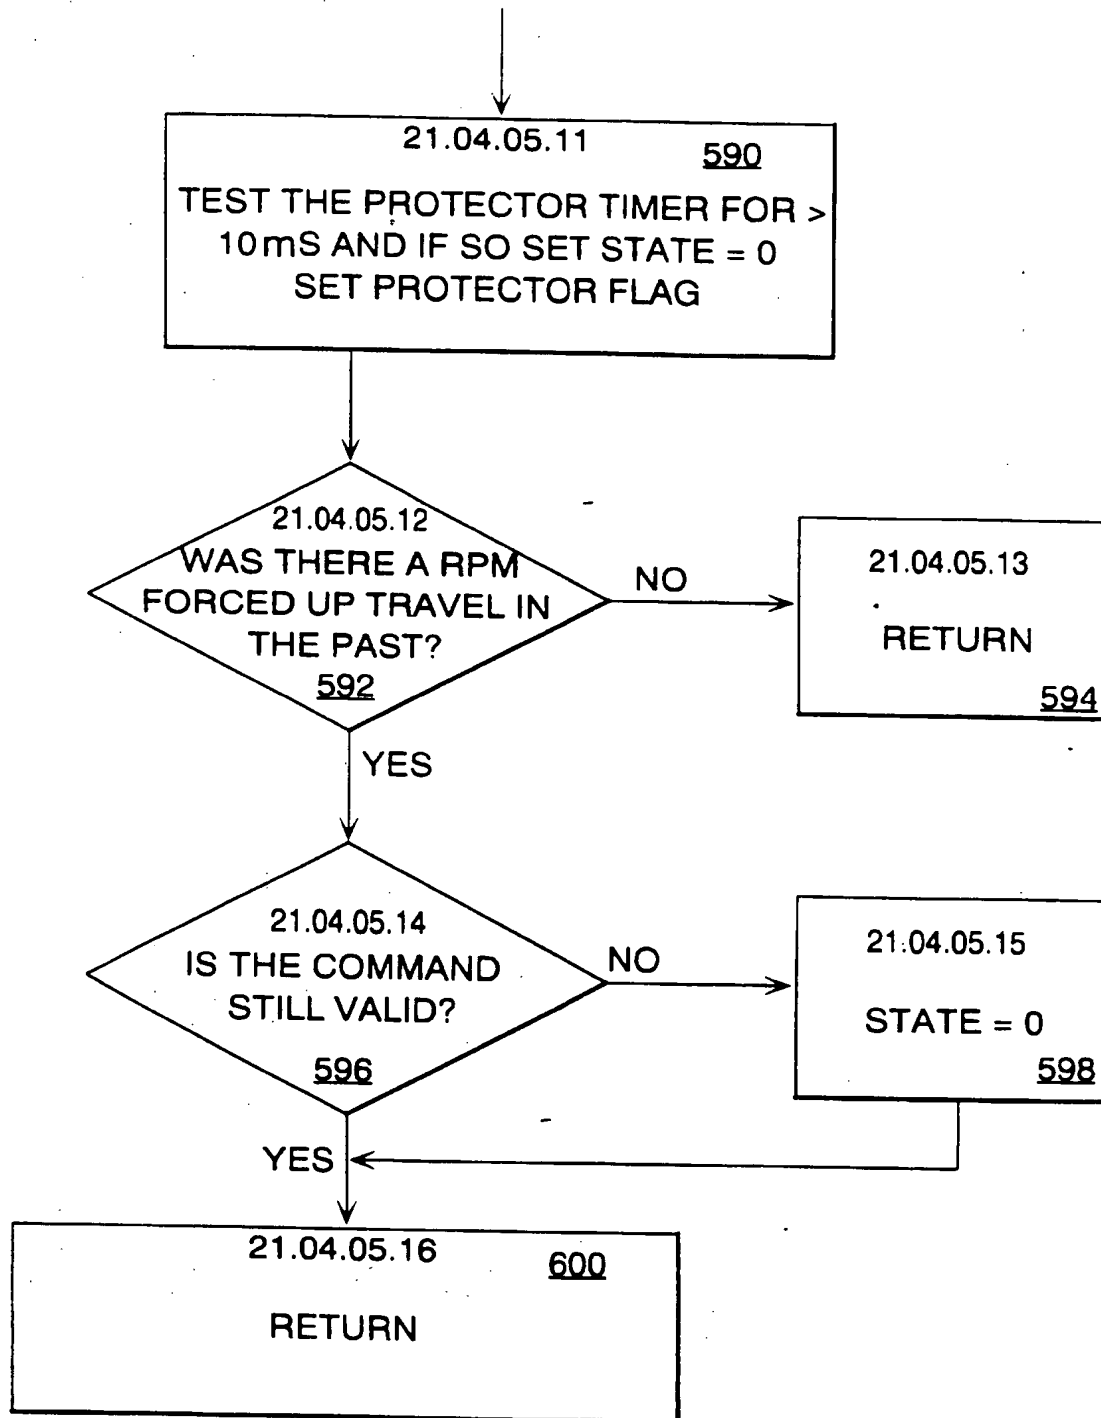 21.04.05.11
590
TEST THE PROTECTOR TIMER FOR >
10mS AND IF SO SET STATE = 0
SET PROTECTOR FLAG
21.04.05.12
WAS THERE A RPM
FORCED UP TRAVEL IN
THE PAST?
592
NO
21.04.05.13
RETURN
594
YES
21.04.05.14
IS THE COMMAND
STILL VALID?
596
NO
21.04.05.15
STATE = 0
598
YES
21.04.05.16
600
RETURN